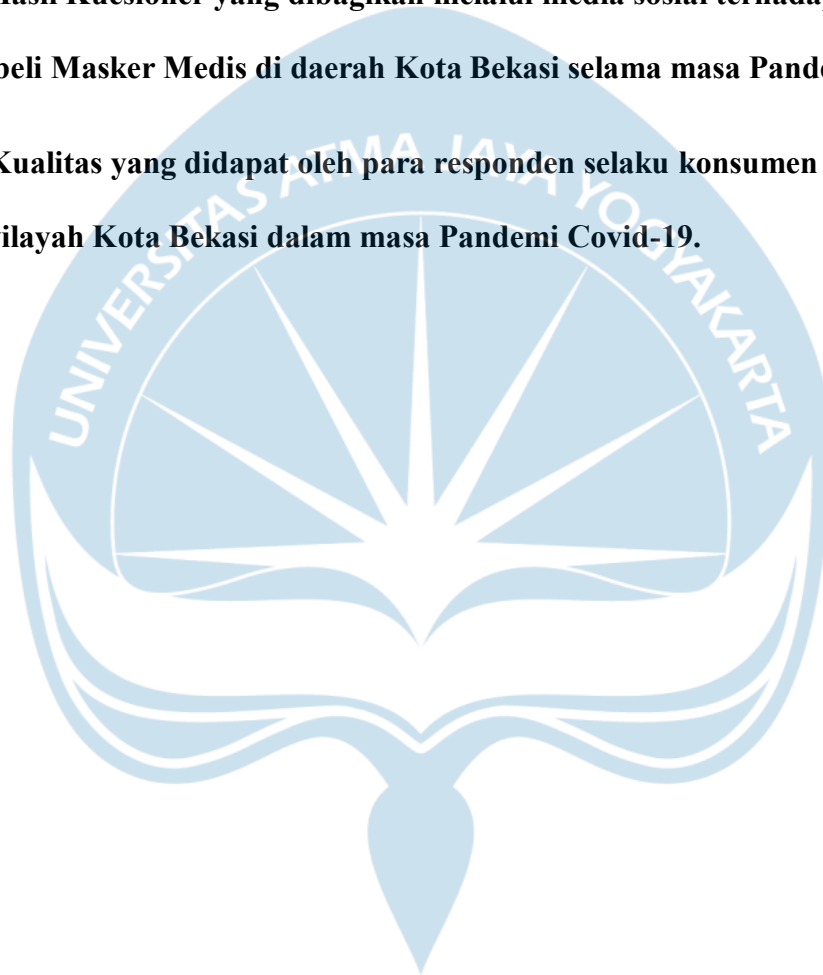 Hasil Kuesioner yang dibagikan melalui media sosial terhadap
beli Masker Medis di daerah Kota Bekasi selama masa Pande
Kualitas yang didapat oleh para responden selaku konsumen
wilayah Kota Bekasi dalam masa Pandemi Covid-19.
UNIVERSITAS ATMA JAYA YOGYAKARTA